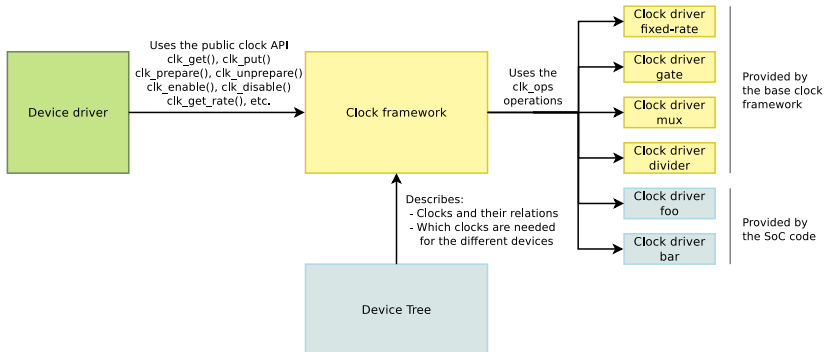 Device driver
Uses the public clock API
clk_get(), clk_put()
clk_prepare(), clk_unprepare()
clk_enable(), clk_disable()
clk_get_rate(), etc.
Clock framework
Uses the
clk_ops
operations
Clock driver
fixed-rate
Clock driver
gate
Clock driver
mux
Clock driver
divider
Clock driver
foo
Clock driver
bar
Provided by
the base clock
framework
Provided by
the SoC code
Describes:
- Clocks and their relations
- Which clocks are needed
for the different devices
Device Tree